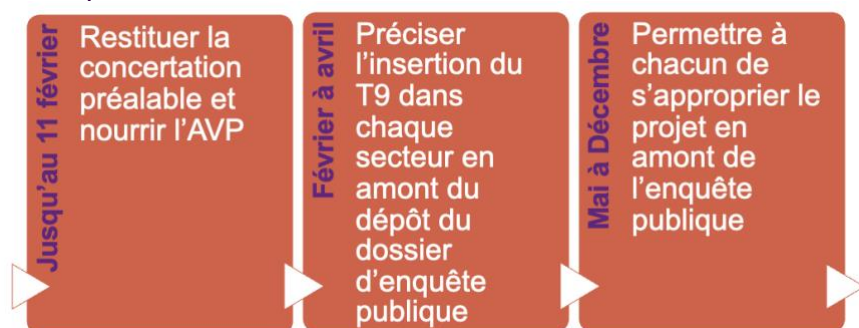 Jusqu’au 11 février
Restituer la
concertation
préalable et
nourrir l’AVP
Février à avril
Préciser
l’insertion du
T9 dans
chaque
secteur en
amont du
dépôt du
dossier
d’enquête
publique
Mai à Décembre
Permettre à
chacun de
s’approprier le
projet en
amont de
l’enquête
publique